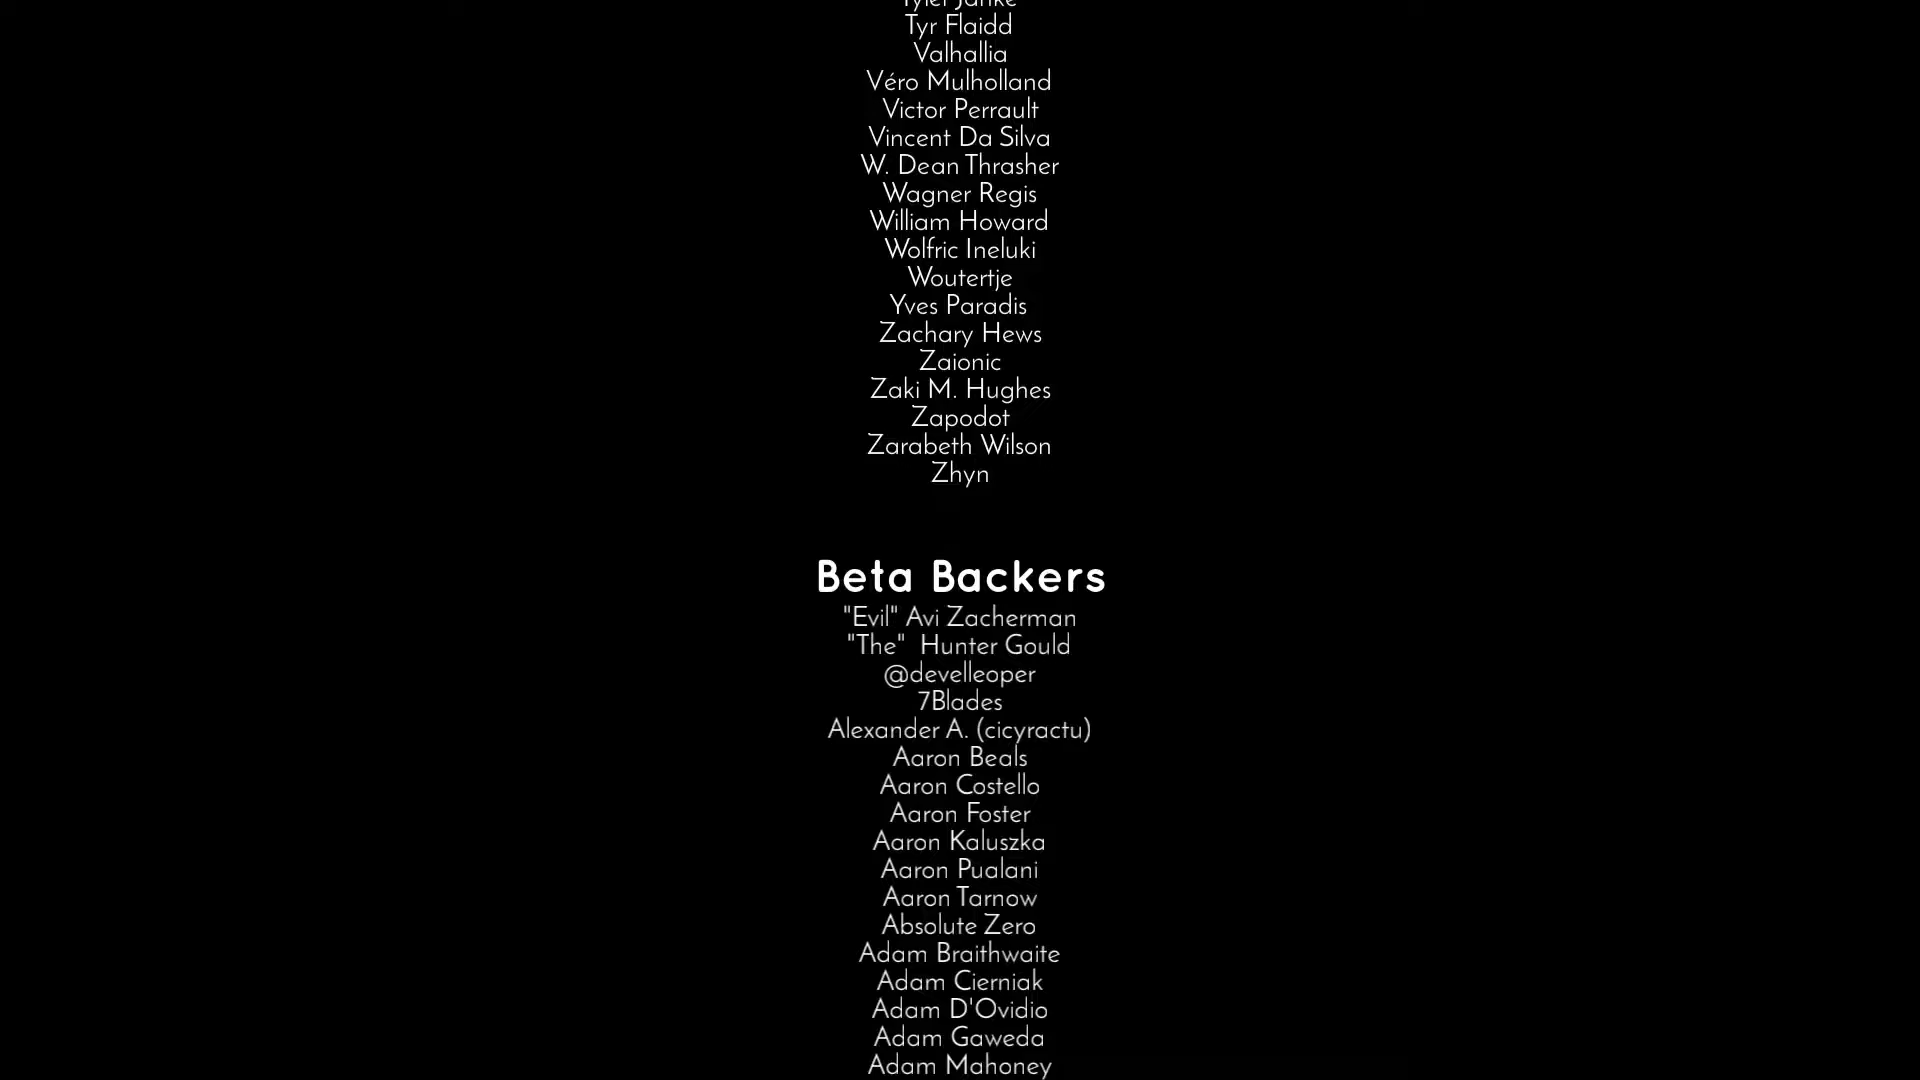 Tyler Janke
Tyr Flaidd
Valhallia
Véro Mulholland
Victor Perrault
Vincent Da Silva
W. Dean Thrasher
Wagner Regis
William Howard
Wolfric Ineluki
Woutertje
Yves Paradis
Zachary Hews
Zaionic
Zaki M. Hughes
Zapodot
Zarabeth Wilson
Zhyn
Beta Backers
"Evil" Avi Zacherman
"The"  Hunter Gould
@develleoper
7Blades
Alexander A. (cicyractu)
Aaron Beals
Aaron Costello
Aaron Foster
Aaron Kaluszka
Aaron Pualani
Aaron Tarnow
Absolute Zero
Adam Braithwaite
Adam Cierniak
Adam D'Ovidio
Adam Gaweda
Adam Mahoney